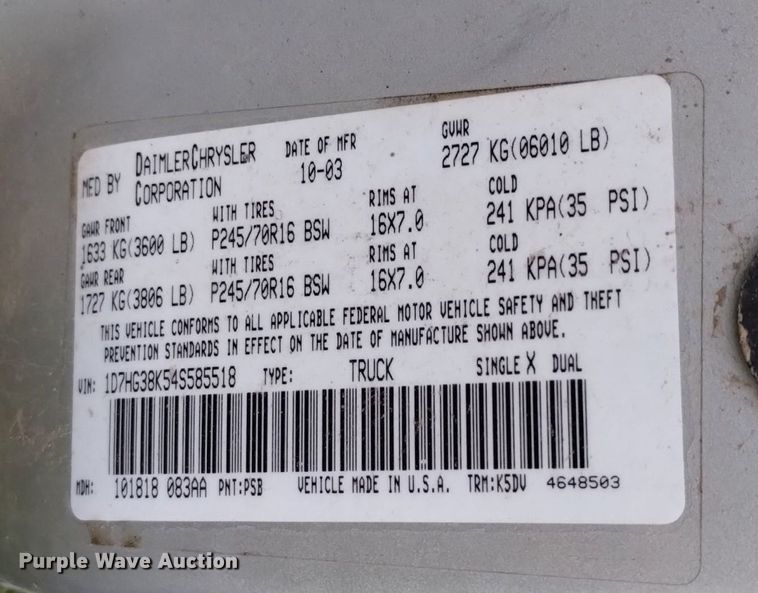 MFD BY DAIMLERCHRYSLER CORPORATION DATE OF MFR 10-03 GVWR 2727 KG(06010 LB)
GAWR FRONT WITH TIRES RIMS AT COLD
1633 KG(3600 LB) P245/70R16 BSW 16X7.0 241 KPA(35 PSI)
GAWR REAR WITH TIRES RIMS AT COLD
1727 KG(3806 LB) P245/70R16 BSW 16X7.0 241 KPA(35 PSI)
THIS VEHICLE CONFORMS TO ALL APPLICABLE FEDERAL MOTOR VEHICLE SAFETY AND THEFT
PREVENTION STANDARDS IN EFFECT ON THE DATE OF MANUFACTURE SHOWN ABOVE.
VIN: 1D7HG38K54S585518 TYPE: TRUCK SINGLE X DUAL
MDH: 101818 083AA PNT:PSB VEHICLE MADE IN U.S.A. TRM:K5DV 4648503
Purple Wave Auction